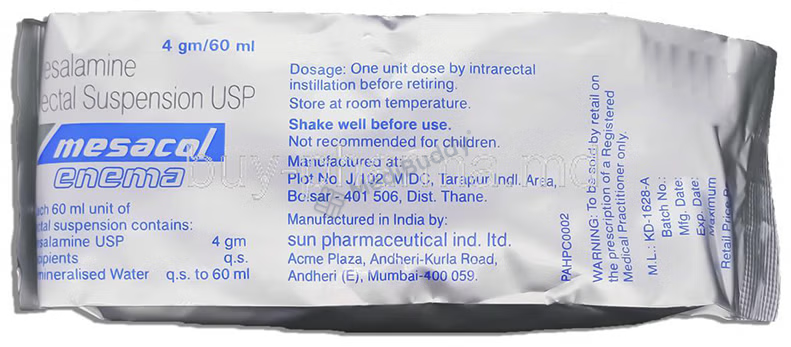 4 gm/60 ml
esalamine
ectal Suspension USP
mesacol
enema
ach 60 ml unit of
ctal suspension contains:
esalamine USP 4 gm
cipients q.s.
mineralised Water q.s. to 60 ml
Dosage: One unit dose by intrarectal
instillation before retiring.
Store at room temperature.
Shake well before use.
Not recommended for children.
Manufactured at:
Plot No. J/102 MIDC, Tarapur Indl. Area,
Boisar-401 506, Dist. Thane.
Manufactured in India by:
sun pharmaceutical ind. ltd.
Acme Plaza, Andheri-Kurla Road,
Andheri (E), Mumbai-400 059.
PAHPC0002
WARNING: To be sold by retail on
the prescription of a Registered
Medical Practitioner only.
M.L.: KD-1628-A
Batch No.:
Mfg. Date:
Exp. Date:
Maximum
Retail Price
MediBuddy